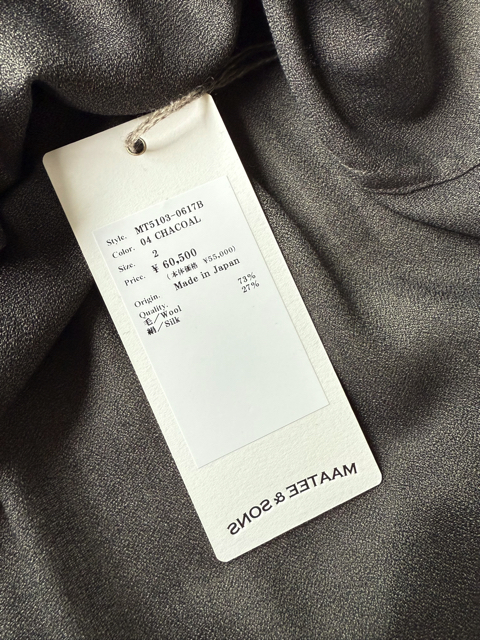 Style. MT5103-0617B
Color. 04 CHACOAL
Size. 2
Price. ¥ 60,500
(本体価格 ¥55,000)
Origin. Made in Japan
Quality.
毛/Wool 73%
絹/Silk 27%
MAATEE & SONS